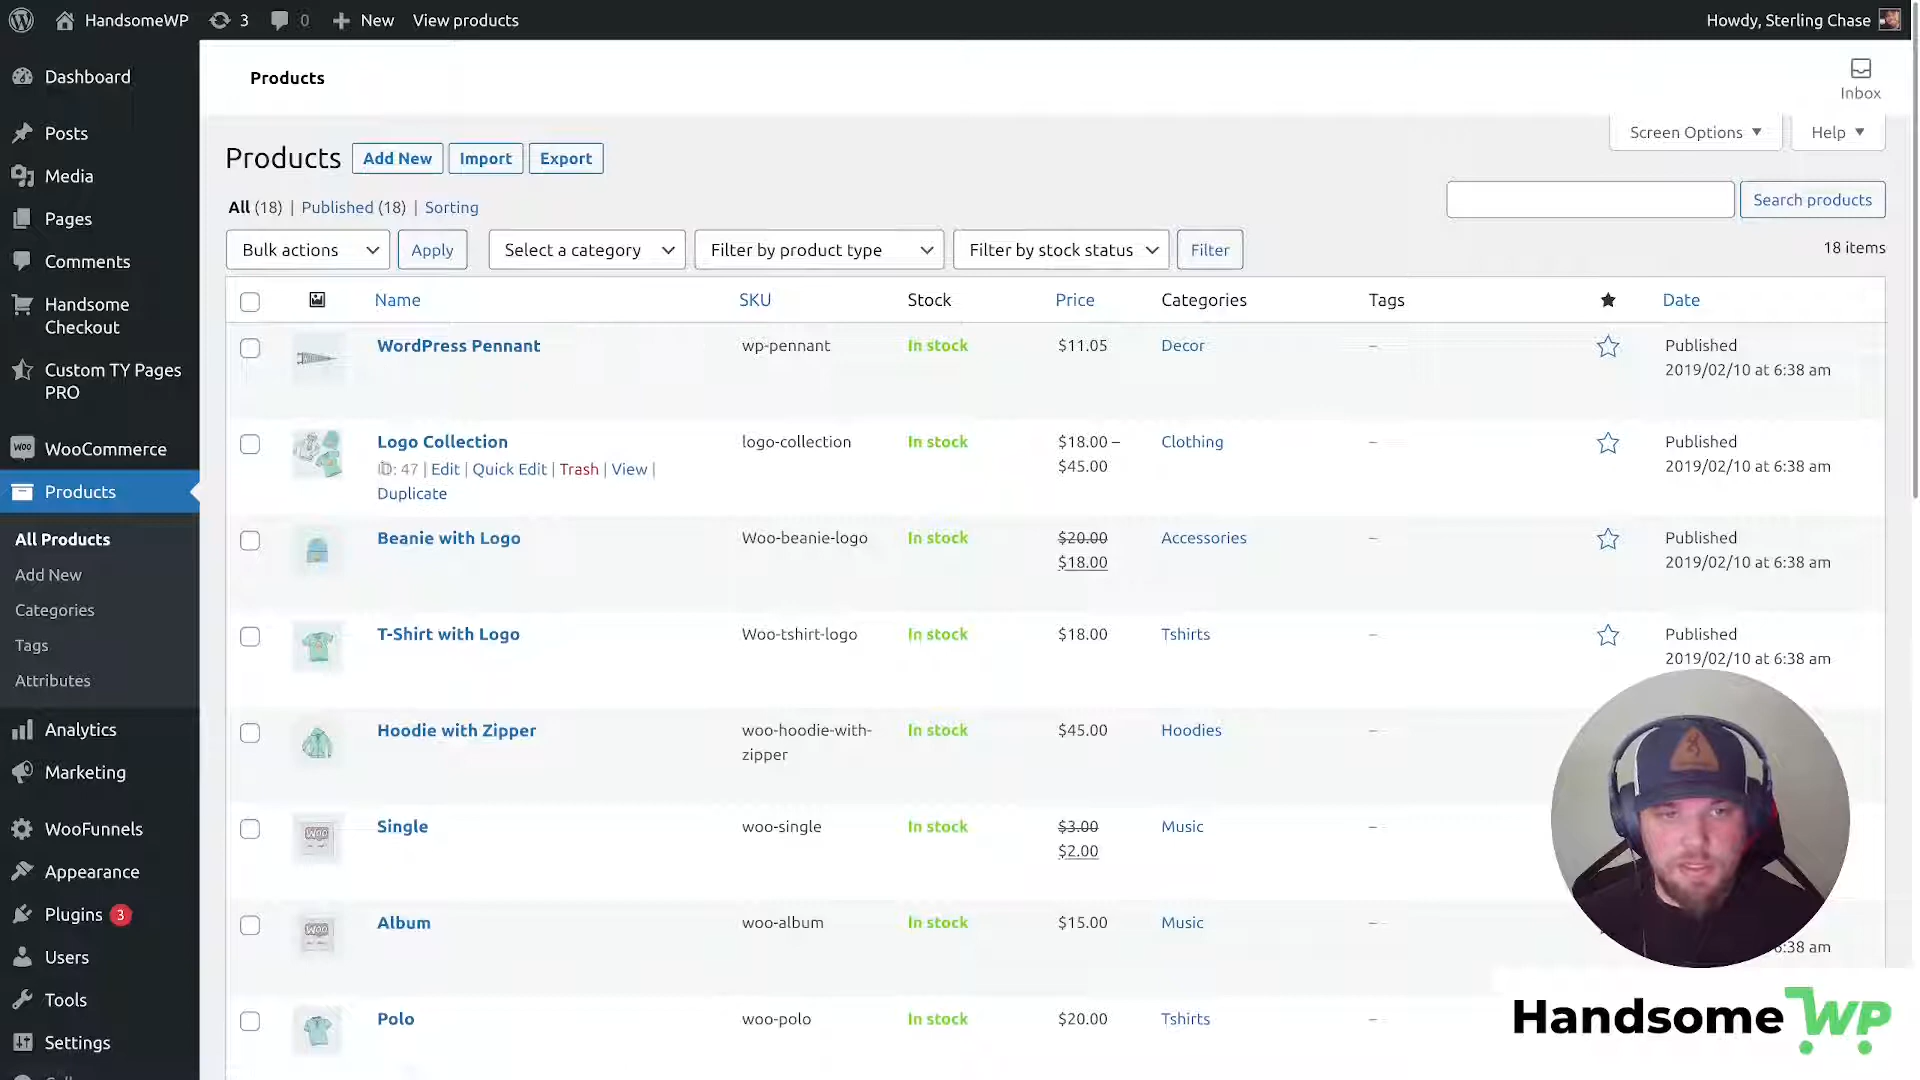 HandsomeWP 3 0 New View products Howdy, Sterling Chase
Dashboard
Posts
Media
Pages
Comments
Handsome
Checkout
Custom TY Pages
PRO
WooCommerce
Products
All Products
Add New
Categories
Tags
Attributes
Analytics
Marketing
WooFunnels
Appearance
Plugins 3
Users
Tools
Settings
Products
Inbox
Screen Options Help
Products Add New Import Export
All (18) | Published (18) | Sorting
Search products
Bulk actions Apply Select a category Filter by product type Filter by stock status Filter
18 items
Name SKU Stock Price Categories Tags Date
WordPress Pennant wp-pennant In stock $11.05 Decor – Published
2019/02/10 at 6:38 am
Logo Collection logo-collection In stock $18.00 – Clothing – Published
$45.00 2019/02/10 at 6:38 am
ID: 47 | Edit | Quick Edit | Trash | View |
Duplicate
Beanie with Logo Woo-beanie-logo In stock $20.00 Accessories – Published
$18.00 2019/02/10 at 6:38 am
T-Shirt with Logo Woo-tshirt-logo In stock $18.00 Tshirts – Published
2019/02/10 at 6:38 am
Hoodie with Zipper woo-hoodie-with- In stock $45.00 Hoodies –
zipper
Single woo-single In stock $3.00 Music –
$2.00
Album woo-album In stock $15.00 Music –
6:38 am
Polo woo-polo In stock $20.00 Tshirts –
HandsomeWP